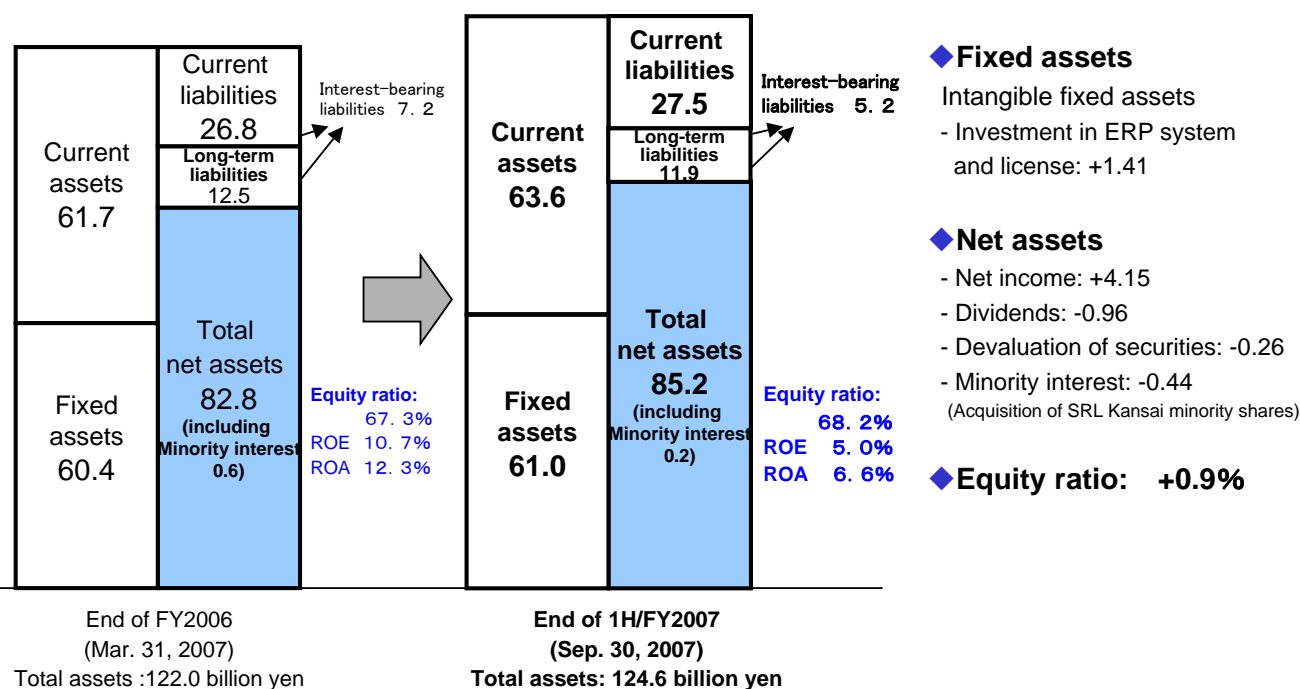 Current
assets
61.7
Fixed
assets
60.4
Current
liabilities
26.8
Long-term
liabilities
12.5
Total
net assets
82.8
(including
Minority interest
0.6)
Interest-bearing
liabilities 7. 2
Equity ratio:
67. 3%
ROE 10. 7%
ROA 12. 3%
End of FY2006
(Mar. 31, 2007)
Total assets :122.0 billion yen
Current
assets
63.6
Fixed
assets
61.0
Current
liabilities
27.5
Long-term
liabilities
11.9
Total
net assets
85.2
(including
Minority interest
0.2)
Interest-bearing
liabilities 5. 2
Equity ratio:
68. 2%
ROE 5. 0%
ROA 6. 6%
End of 1H/FY2007
(Sep. 30, 2007)
Total assets: 124.6 billion yen
◆Fixed assets
Intangible fixed assets
- Investment in ERP system
and license: +1.41
◆Net assets
- Net income: +4.15
- Dividends: -0.96
- Devaluation of securities: -0.26
- Minority interest: -0.44
(Acquisition of SRL Kansai minority shares)
◆Equity ratio: +0.9%